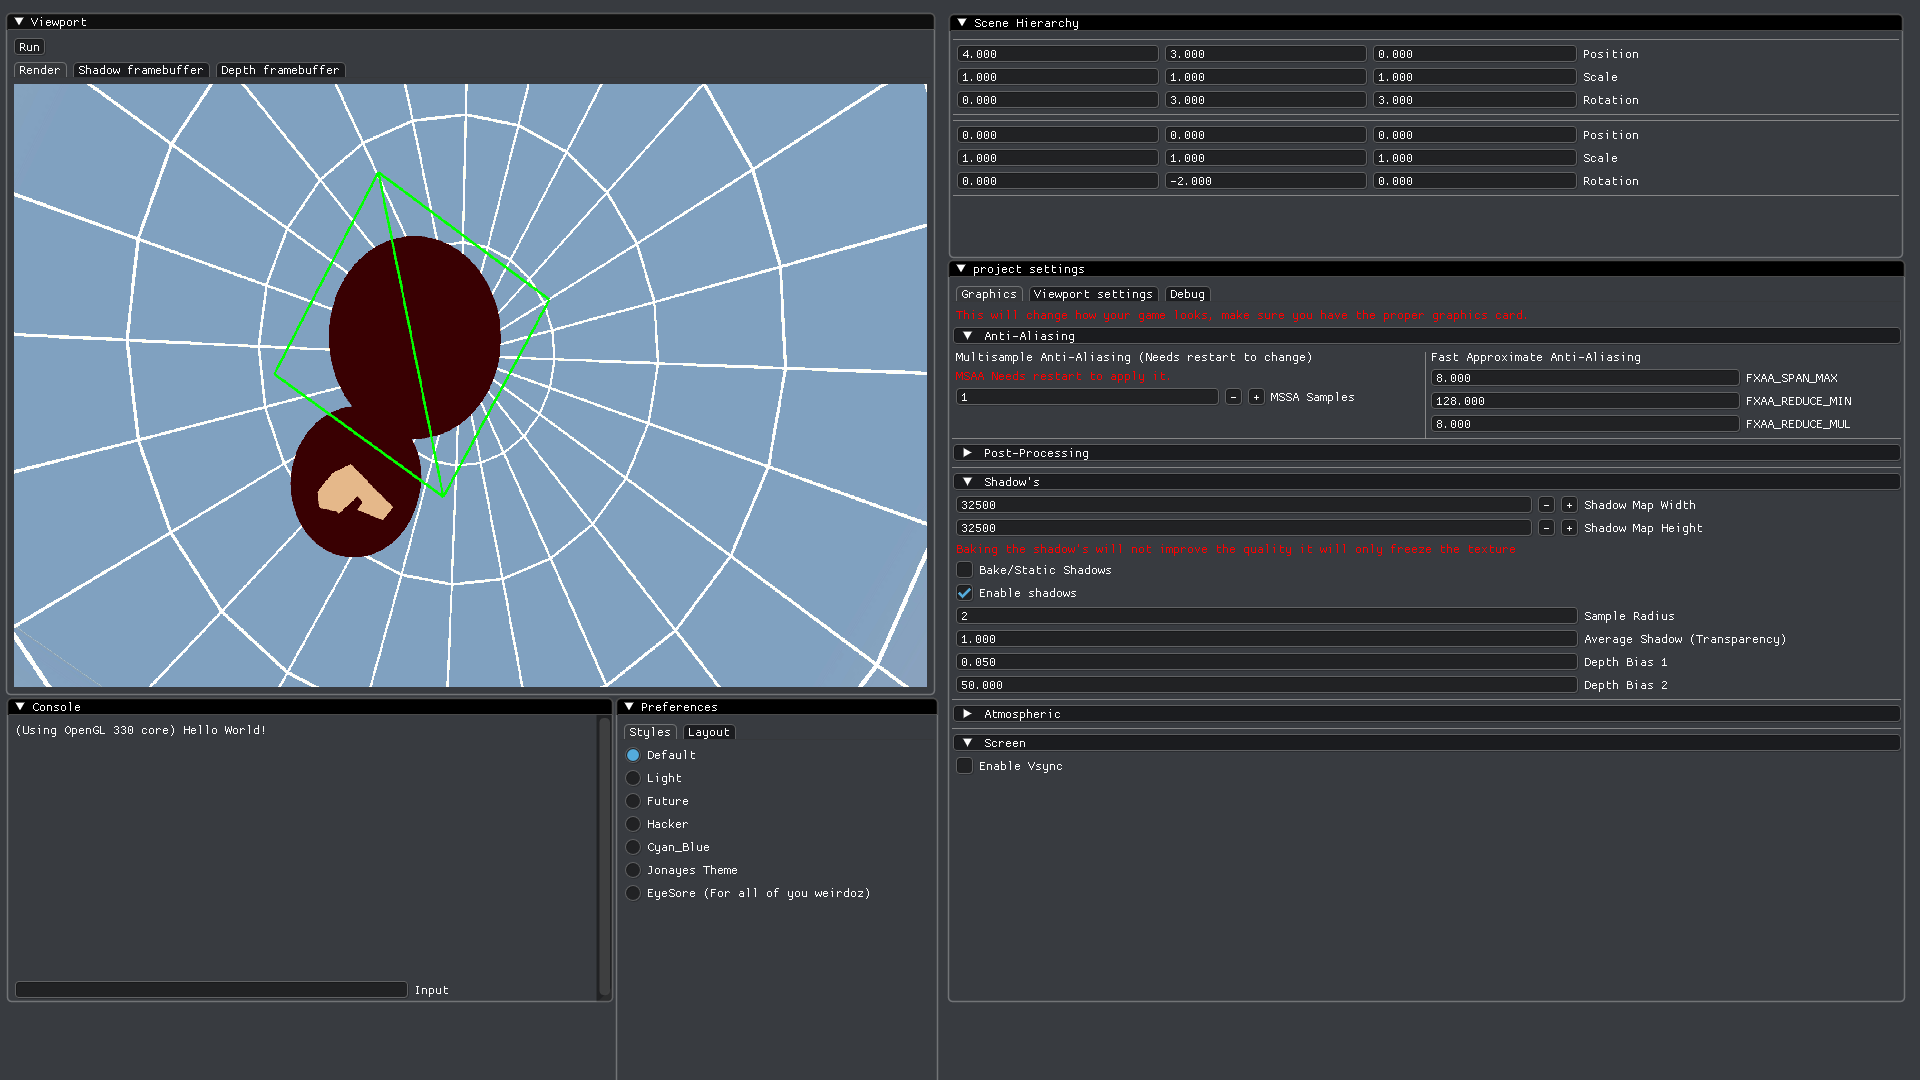 Viewport
Run
Render Shadow framebuffer Depth framebuffer
Scene Hierarchy
4.000 3.000 0.000 Position
1.000 1.000 1.000 Scale
0.000 3.000 3.000 Rotation
0.000 0.000 0.000 Position
1.000 1.000 1.000 Scale
0.000 -2.000 0.000 Rotation
project settings
Graphics Viewport settings Debug
This will change how your game looks, make sure you have the proper graphics card.
Anti-Aliasing
Multisample Anti-Aliasing (Needs restart to change)
MSAA Needs restart to apply it.
1 - + MSSA Samples
Fast Approximate Anti-Aliasing
8.000 FXAA_SPAN_MAX
128.000 FXAA_REDUCE_MIN
8.000 FXAA_REDUCE_MUL
Post-Processing
Shadow's
32500 - + Shadow Map Width
32500 - + Shadow Map Height
Baking the shadow's will not improve the quality it will only freeze the texture
Bake/Static Shadows
Enable shadows
2 Sample Radius
1.000 Average Shadow (Transparency)
0.050 Depth Bias 1
50.000 Depth Bias 2
Atmospheric
Screen
Enable Vsync
Console
(Using OpenGL 330 core) Hello World!
Input
Preferences
Styles Layout
Default
Light
Future
Hacker
Cyan_Blue
Jonayes Theme
EyeSore (For all of you weirdoz)